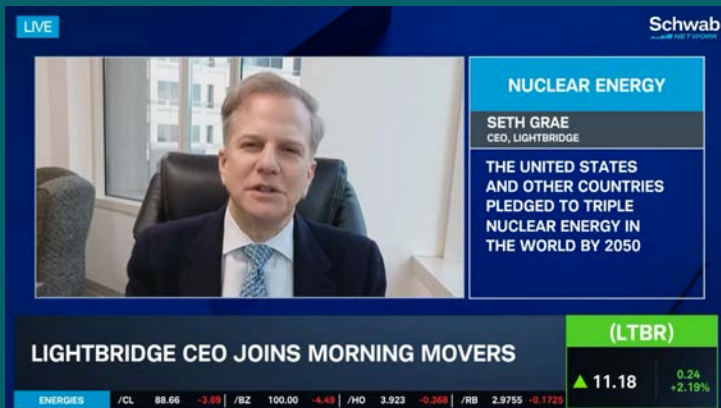 LIVE
Schwab
NETWORK
NUCLEAR ENERGY
SETH GRAE
CEO, LIGHTBRIDGE
THE UNITED STATES
AND OTHER COUNTRIES
PLEDGED TO TRIPLE
NUCLEAR ENERGY IN
THE WORLD BY 2050
LIGHTBRIDGE CEO JOINS MORNING MOVERS
(LTBR)
▲ 11.18
0.24
+2.19%
ENERGIES /CL 88.66 -3.69 /BZ 100.00 -4.49 /HO 3.923 -0.368 /RB 2.9755 -0.1725